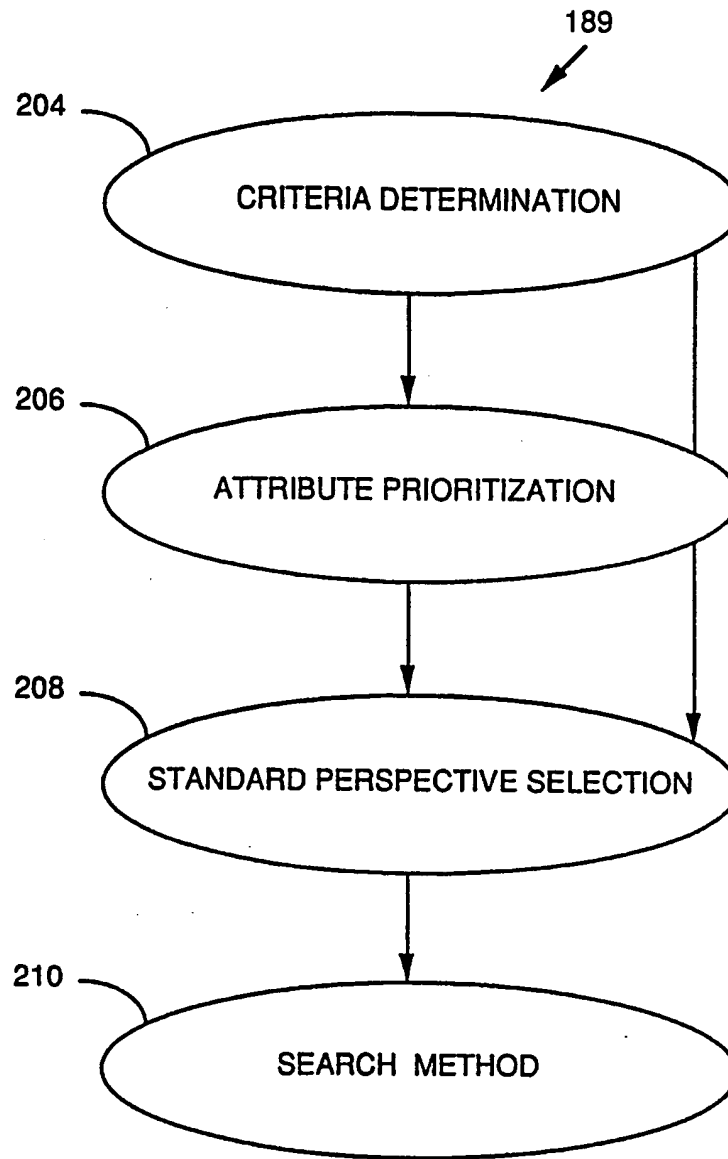 189
204
CRITERIA DETERMINATION
206
ATTRIBUTE PRIORITIZATION
208
STANDARD PERSPECTIVE SELECTION
210
SEARCH METHOD